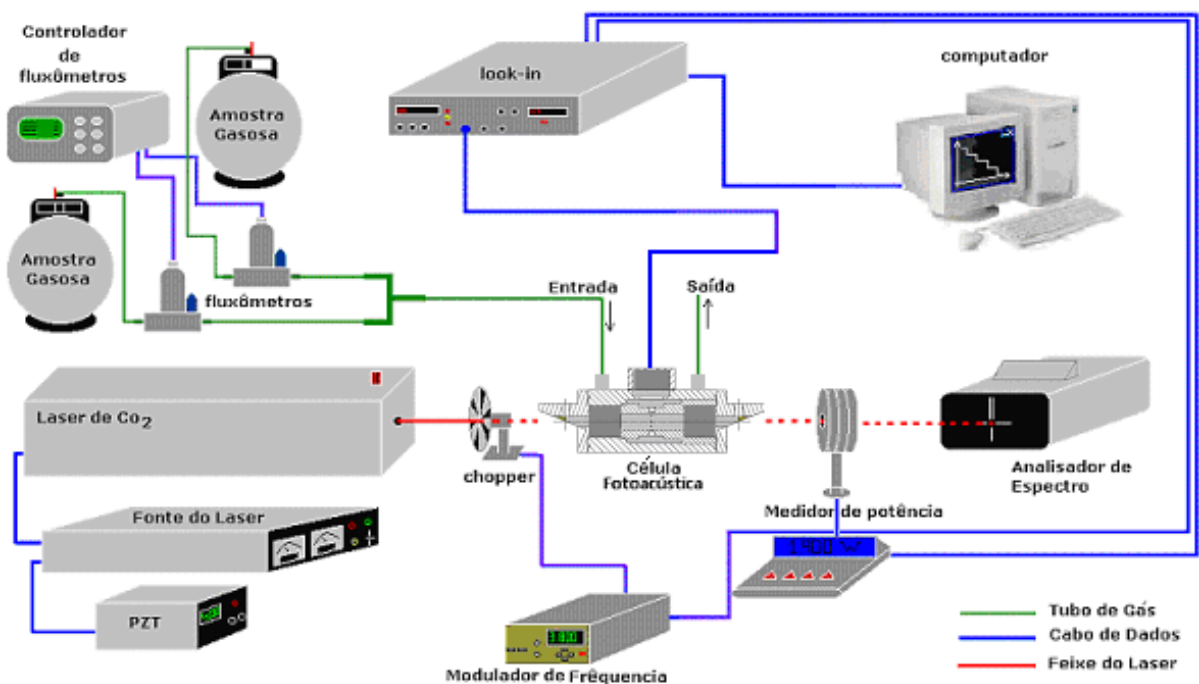 Controlador
de
fluxômetros
Amostra
Gasosa
look-in
computador
Amostra
Gasosa
fluxômetros
Entrada
Saída
Laser de Co2
chopper
Célula
Fotoacústica
Analisador de
Espectro
Fonte do Laser
Medidor de potência
1900 W
PZT
Modulador de Frêquencia
Tubo de Gás
Cabo de Dados
Feixe do Laser